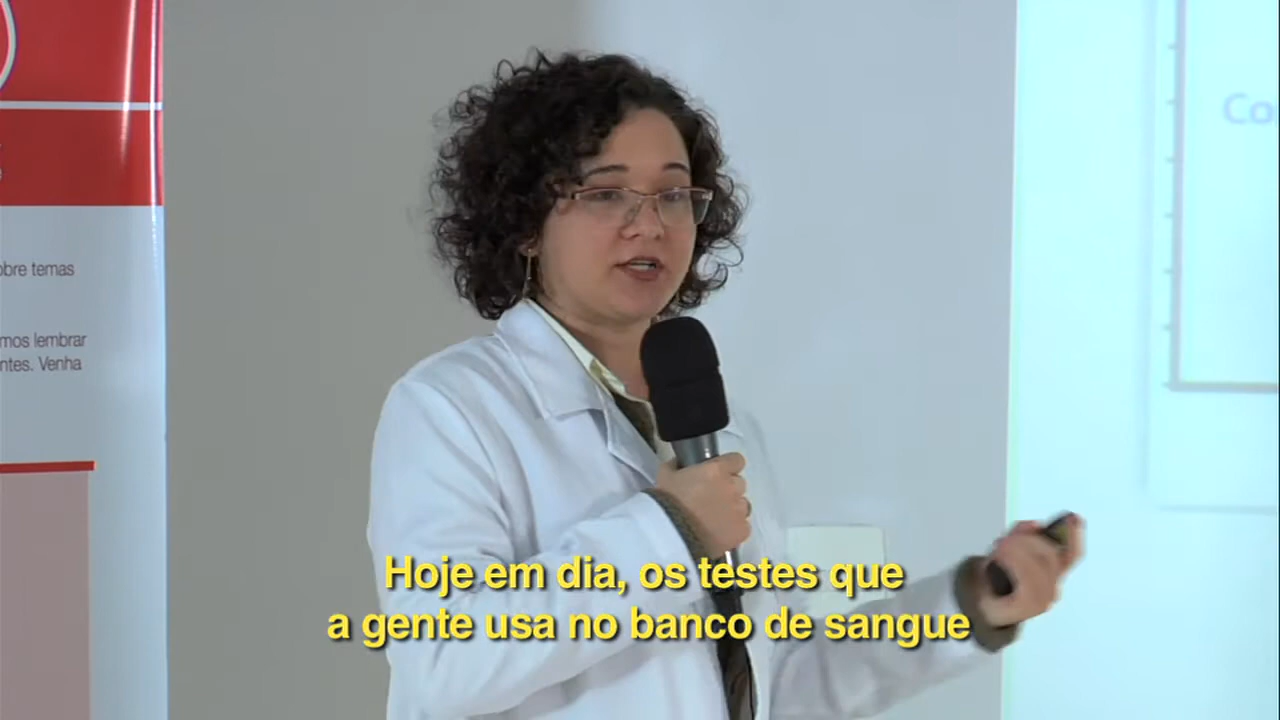 obre temas
mos lembrar
ntes. Venha
Co
Hoje em dia, os testes que
a gente usa no banco de sangue